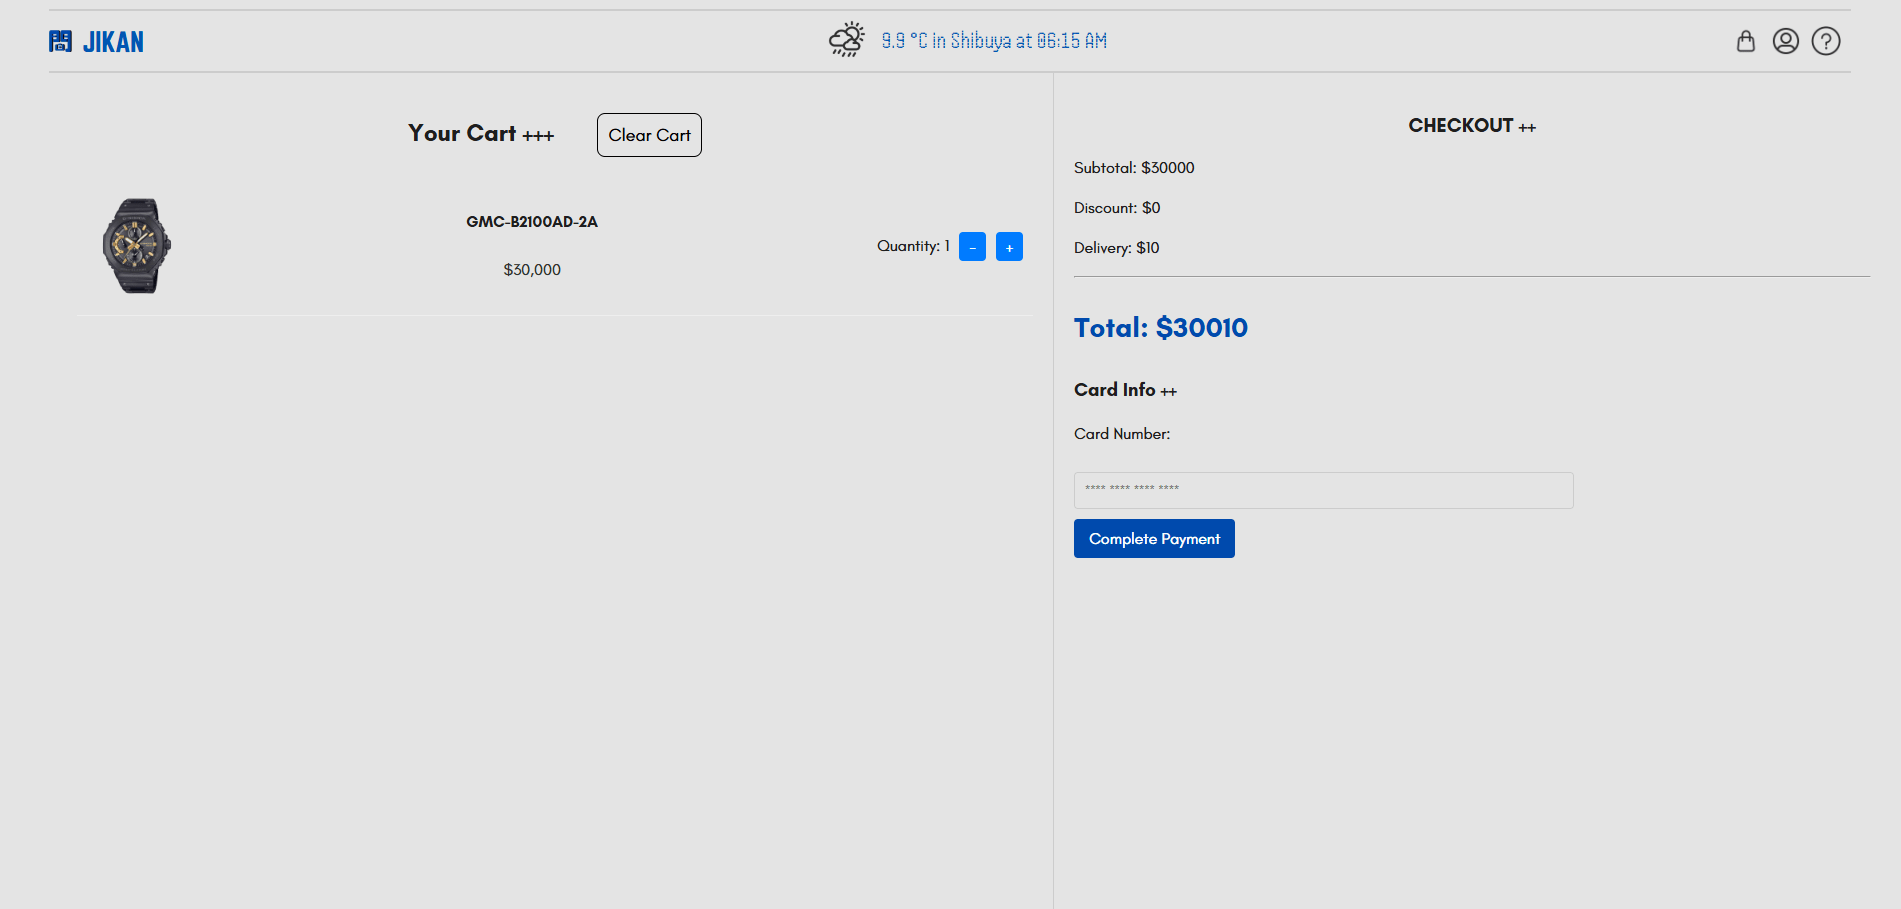 JIKAN
9.9 °C in Shibuya at 06:15 AM
Your Cart +++
Clear Cart
GMC-B2100AD-2A
$30,000
Quantity: 1 - +
CHECKOUT ++
Subtotal: $30000
Discount: $0
Delivery: $10
Total: $30010
Card Info ++
Card Number:
**** **** **** ****
Complete Payment